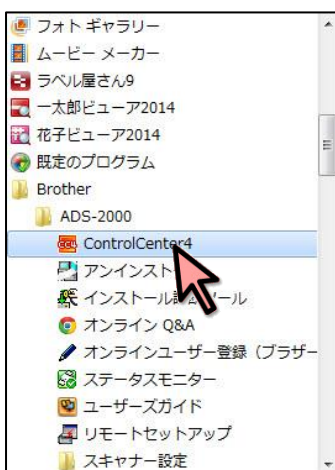 フォト ギャラリー
ムービー メーカー
ラベル屋さん9
一太郎ビューア2014
花子ビューア2014
既定のプログラム
Brother
ADS-2000
ControlCenter4
アンインスト
インストール ツール
オンライン Q&A
オンラインユーザー登録（ブラザー
ステータスモニター
ユーザーズガイド
リモートセットアップ
スキャナー設定